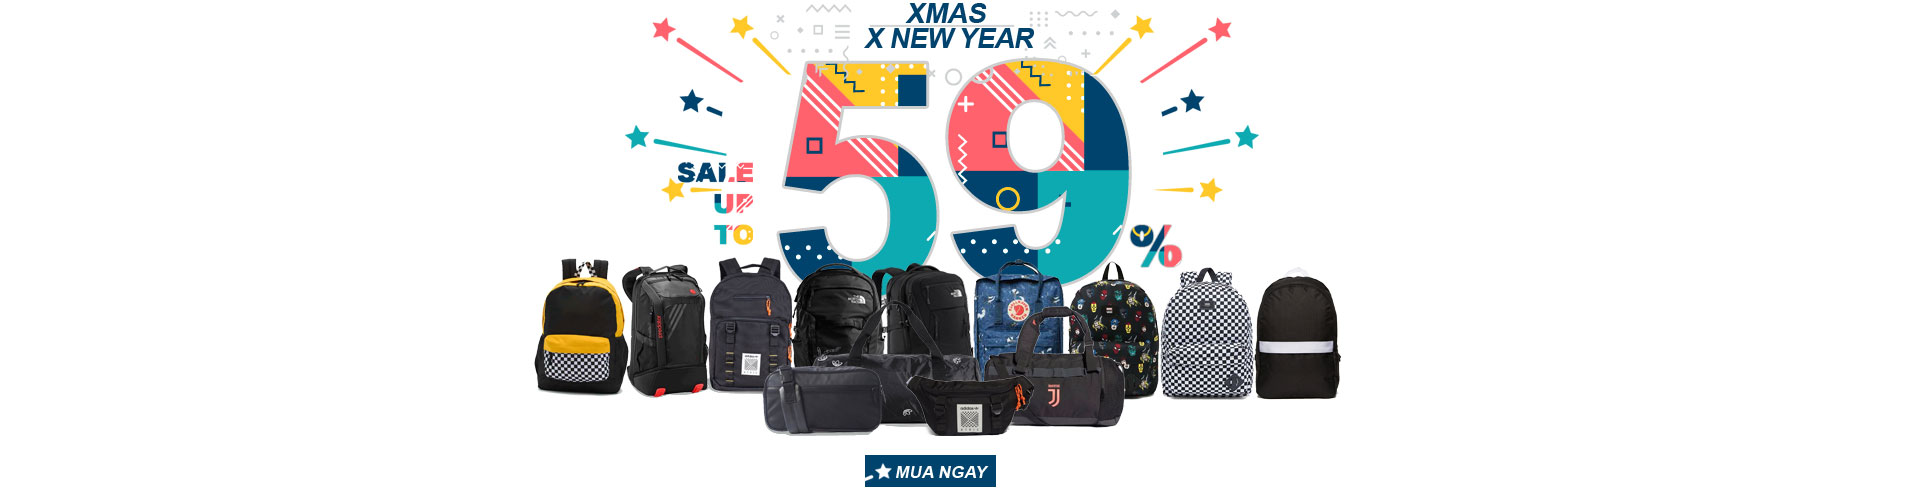 XMAS
X NEW YEAR
SALE
UP
TO
59
%
MUA NGAY